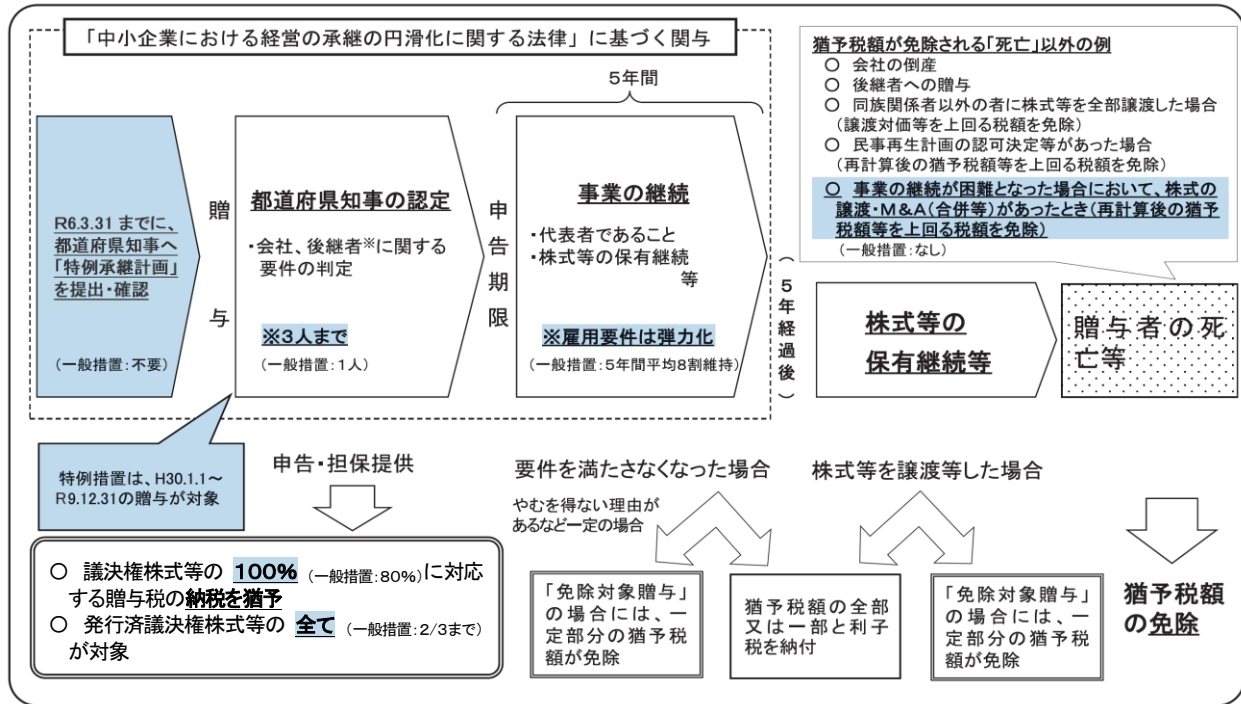 「中小企業における経営の承継の円滑化に関する法律」に基づく関与
5年間
R6.3.31 までに、
都道府県知事へ
「特例承継計画」
を提出・確認
(一般措置:不要)
贈
与
都道府県知事の認定
・会社、後継者※に関する
要件の判定
※3人まで
(一般措置:1人)
申
告
期
限
事業の継続
・代表者であること
・株式等の保有継続
等
※雇用要件は弾力化
(一般措置:5年間平均8割維持)
(5年経過後)
猶予税額が免除される「死亡」以外の例
○ 会社の倒産
○ 後継者への贈与
○ 同族関係者以外の者に株式等を全部譲渡した場合
(譲渡対価等を上回る税額を免除)
○ 民事再生計画の認可決定等があった場合
(再計算後の猶予税額等を上回る税額を免除)
○ 事業の継続が困難となった場合において、株式の
譲渡・M&A(合併等)があったとき(再計算後の猶予
税額等を上回る税額を免除)
(一般措置:なし)
株式等の
保有継続等
贈与者の死
亡等
特例措置は、H30.1.1～
R9.12.31の贈与が対象
申告・担保提供
○ 議決権株式等の 100% (一般措置:80%)に対応
する贈与税の納税を猶予
○ 発行済議決権株式等の 全て (一般措置:2/3まで)
が対象
要件を満たさなくなった場合
やむを得ない理由が
あるなど一定の場合
株式等を譲渡等した場合
「免除対象贈与」
の場合には、一
定部分の猶予税
額が免除
猶予税額の全部
又は一部と利子
税を納付
「免除対象贈与」
の場合には、一
定部分の猶予税
額が免除
猶予税額
の免除